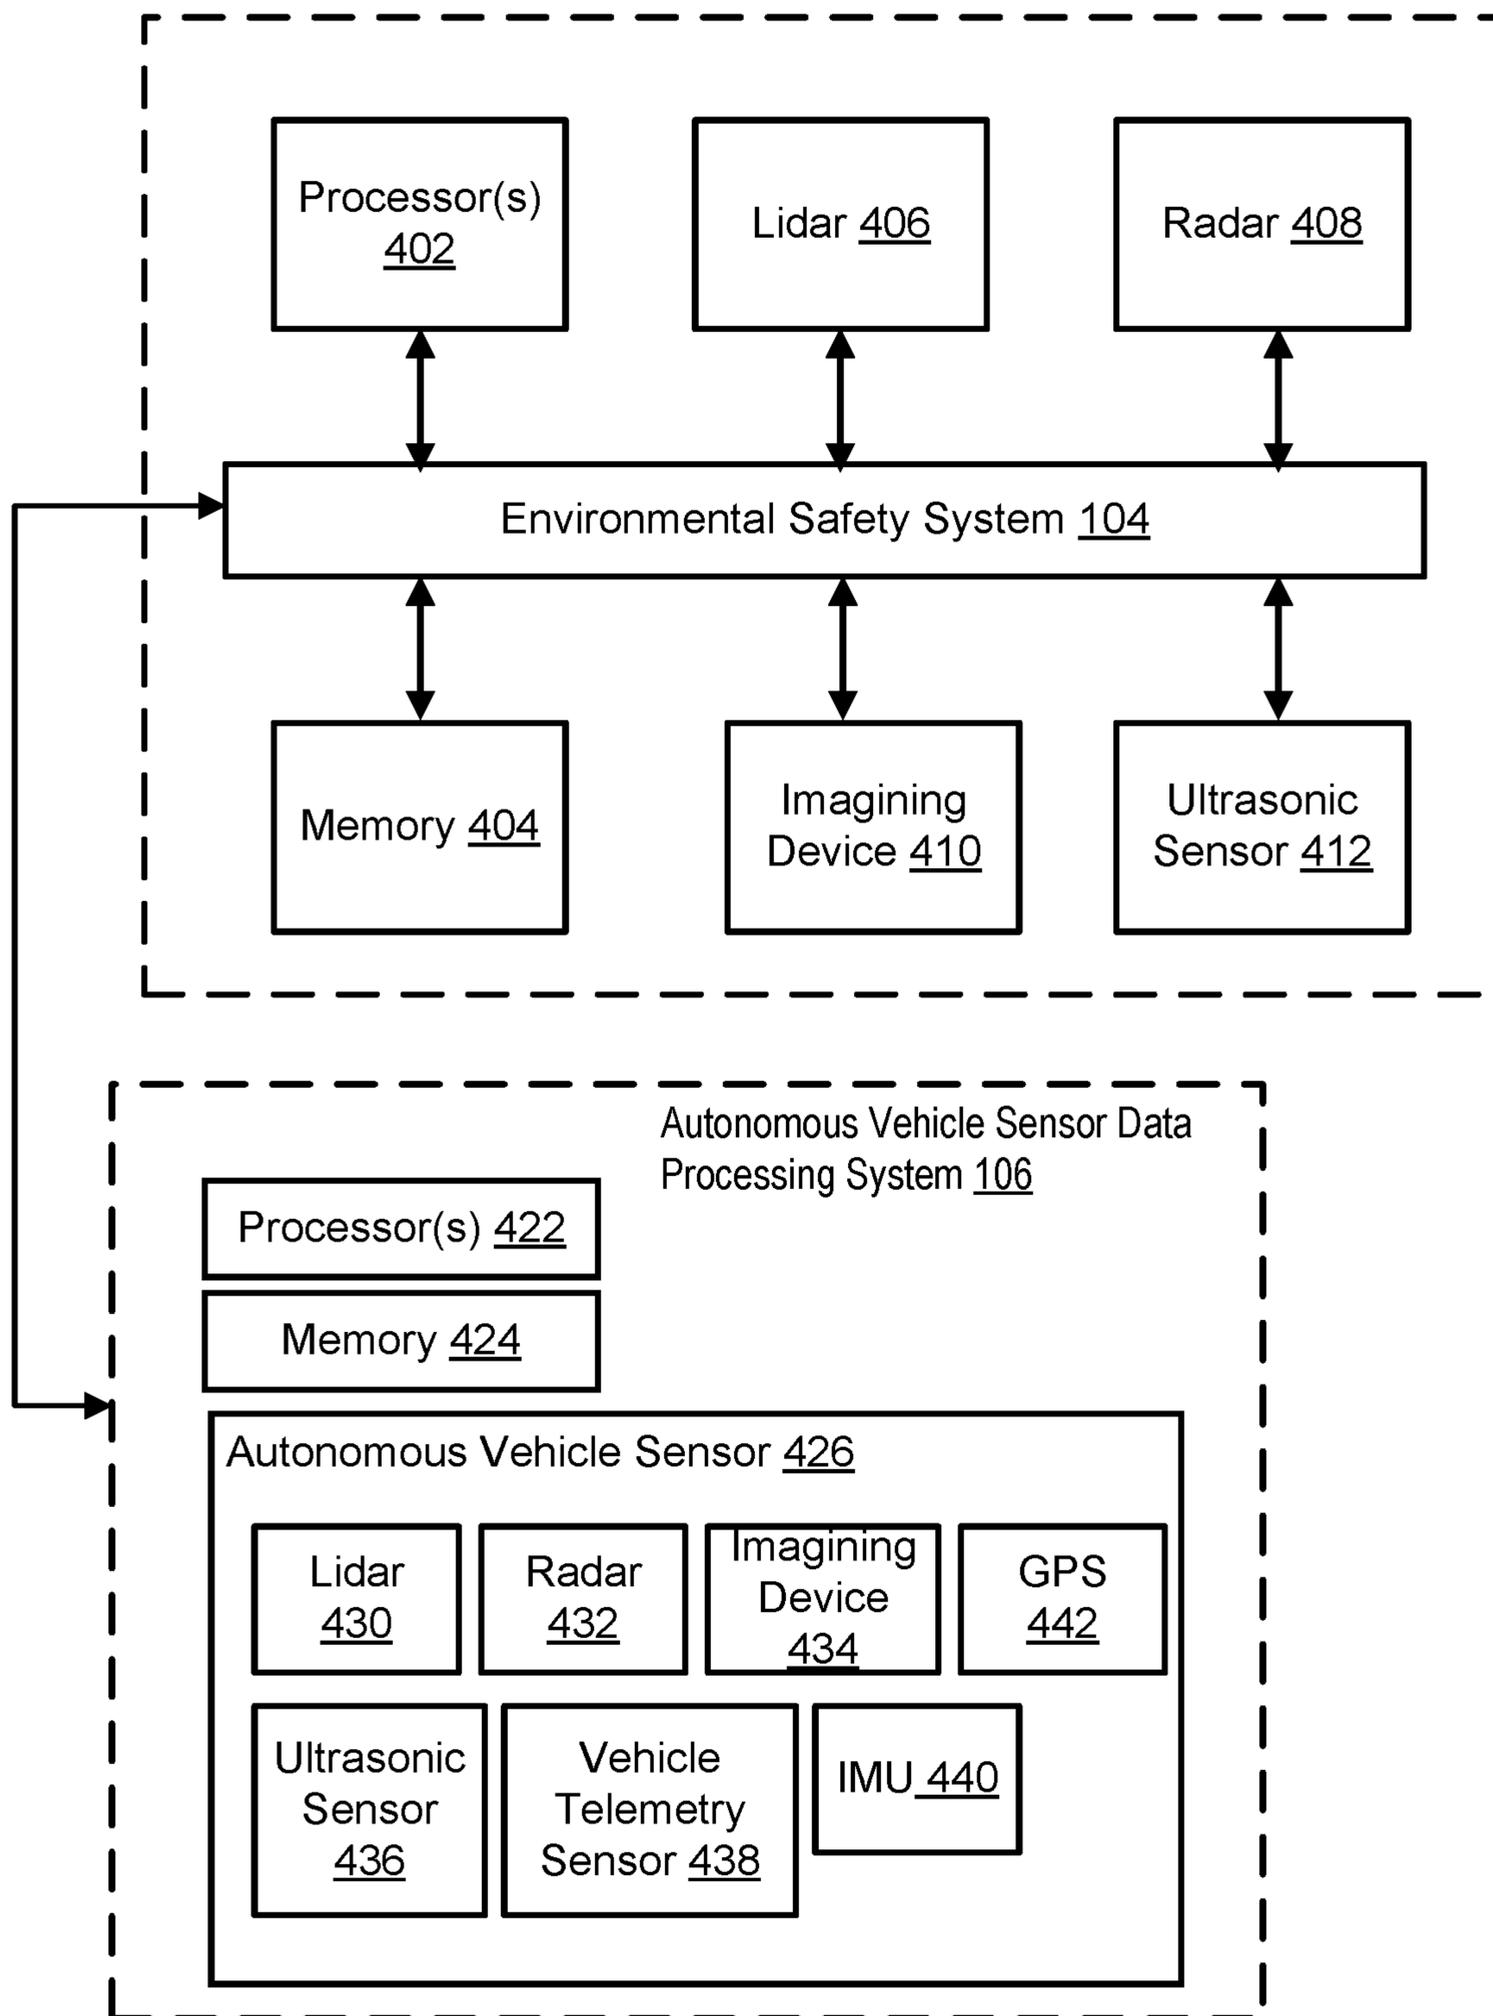 Processor(s)
402
Lidar 406
Radar 408
Environmental Safety System 104
Memory 404
Imagining
Device 410
Ultrasonic
Sensor 412
Autonomous Vehicle Sensor Data
Processing System 106
Processor(s) 422
Memory 424
Autonomous Vehicle Sensor 426
Lidar
430
Radar
432
Imagining
Device
434
GPS
442
Ultrasonic
Sensor
436
Vehicle
Telemetry
Sensor 438
IMU 440